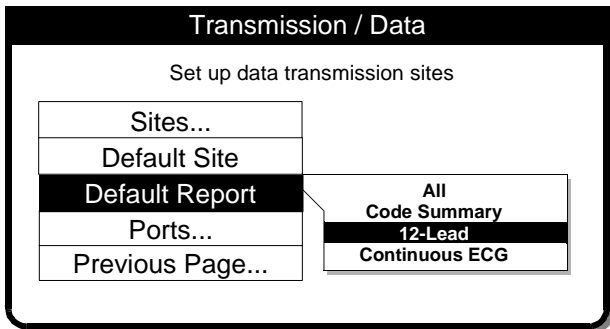 Transmission / Data
Set up data transmission sites
Sites...
Default Site
Default Report
Ports...
Previous Page...
All
Code Summary
12-Lead
Continuous ECG